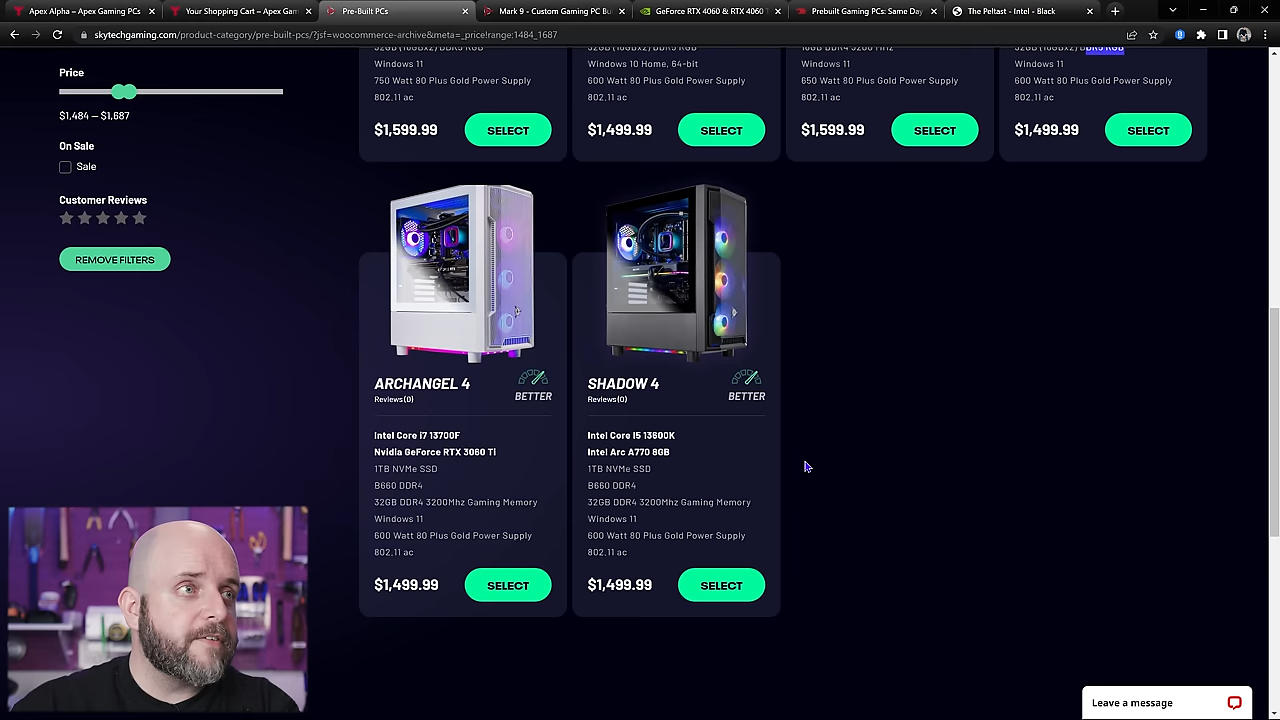 Apex Alpha – Apex Gaming PCs
Your Shopping Cart – Apex Gam
Pre-Built PCs
Mark 9 - Custom Gaming PC Bu
GeForce RTX 4060 & RTX 4060 T
Prebuilt Gaming PCs: Same Day
The Peltast - Intel - Black
skytechgaming.com/product-category/pre-built-pcs/?jsf=woocommerce-archive&meta=_price!range:1484_1687
Price
$1,484 — $1,687
On Sale
Sale
Customer Reviews
REMOVE FILTERS
32GB (16GBx2) DDR5 RGB
Windows 11
750 Watt 80 Plus Gold Power Supply
802.11 ac
$1,599.99
SELECT
32GB (16GBx2) DDR5 RGB
Windows 10 Home, 64-bit
600 Watt 80 Plus Gold Power Supply
802.11 ac
$1,499.99
SELECT
16GB DDR4 3200 MHz
Windows 11
650 Watt 80 Plus Gold Power Supply
802.11 ac
$1,599.99
SELECT
32GB (16GBx2) DDR5 RGB
Windows 11
600 Watt 80 Plus Gold Power Supply
802.11 ac
$1,499.99
SELECT
ARCHANGEL 4
Reviews(0)
BETTER
Intel Core i7 13700F
Nvidia GeForce RTX 3060 Ti
1TB NVMe SSD
B660 DDR4
32GB DDR4 3200Mhz Gaming Memory
Windows 11
600 Watt 80 Plus Gold Power Supply
802.11 ac
$1,499.99
SELECT
SHADOW 4
Reviews(0)
BETTER
Intel Core i5 13600K
Intel Arc A770 8GB
1TB NVMe SSD
B660 DDR4
32GB DDR4 3200Mhz Gaming Memory
Windows 11
600 Watt 80 Plus Gold Power Supply
802.11 ac
$1,499.99
SELECT
Leave a message